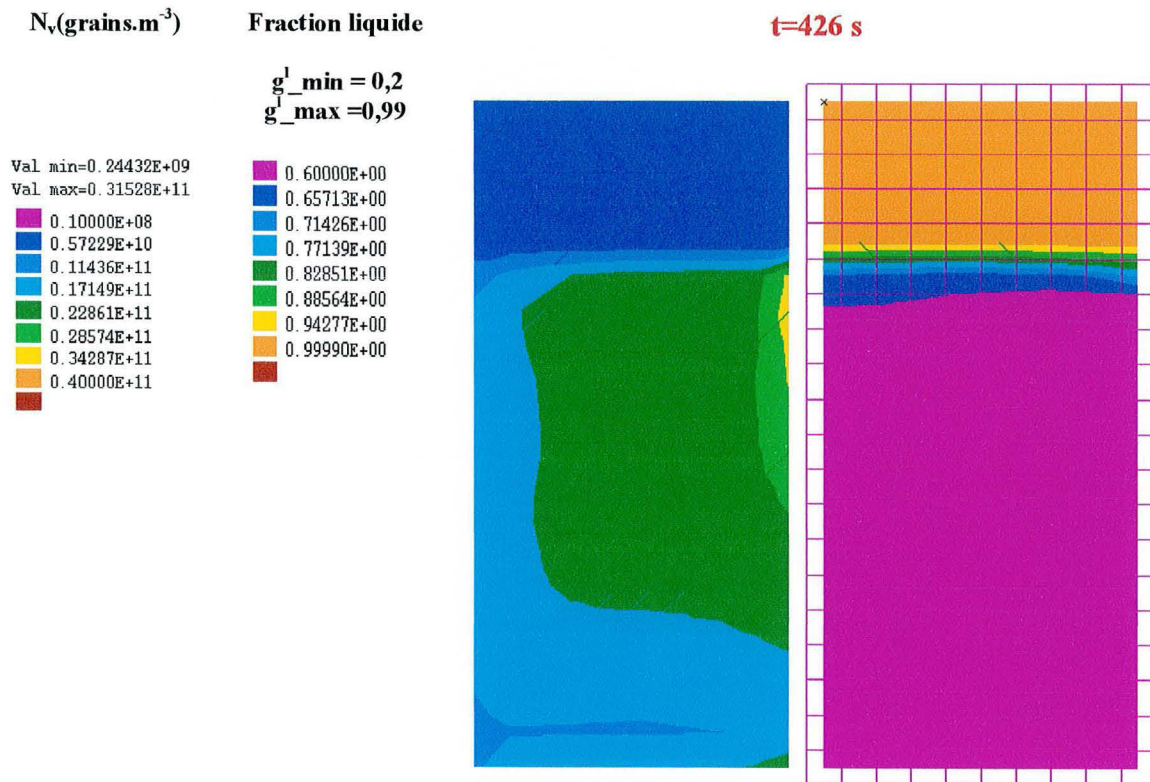 Nv(grains.m-3) Fraction liquide t=426 s
gl_min = 0,2
gl_max =0,99
Val min=0.24432E+09
Val max=0.31528E+11
0.10000E+08
0.57229E+10
0.11436E+11
0.17149E+11
0.22861E+11
0.28574E+11
0.34287E+11
0.40000E+11
0.60000E+00
0.65713E+00
0.71426E+00
0.77139E+00
0.82851E+00
0.88564E+00
0.94277E+00
0.99990E+00